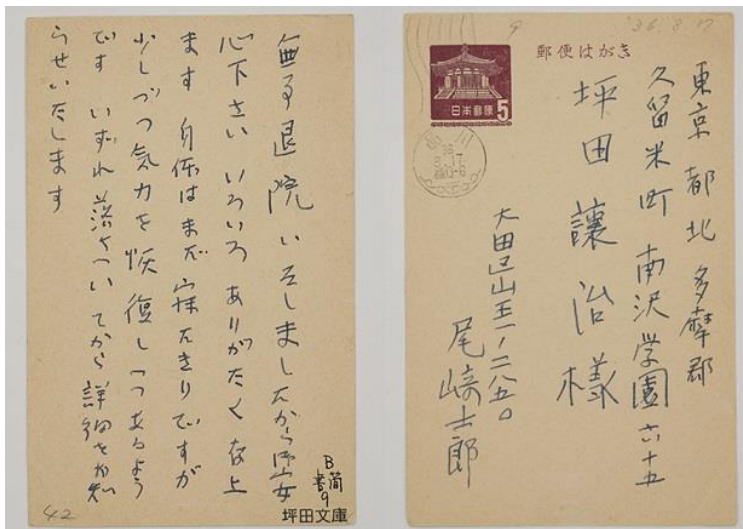 無事退院いたしましたから御安
心下さい いろいろ ありがたく 存上
ます 身体はまだ寝たきりですが
少しづつ気力を恢復しつつあるよう
です いずれ落ちついてから詳細をお知
らせいたします
B
書簡
9
坪田文庫
42
9
'36.8.17
郵便はがき
日本郵便 5
36
8.17
東京都北多摩郡
久留米町南沢学園六十五
坪田讓治様
大田区山王一ノ二八五〇
尾崎士郎